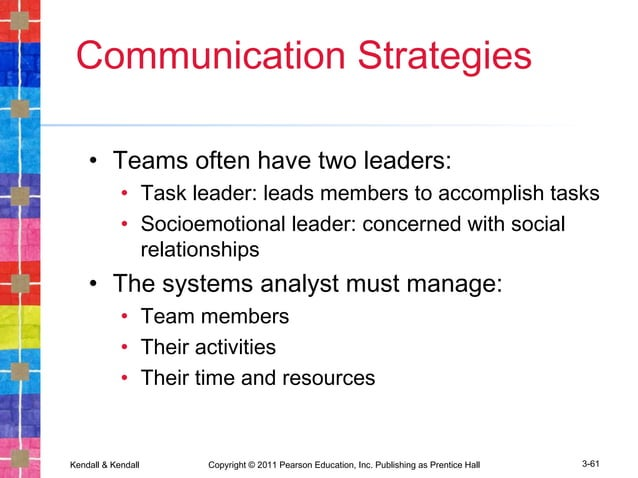 Communication Strategies
• Teams often have two leaders:
• Task leader: leads members to accomplish tasks
• Socioemotional leader: concerned with social
relationships
• The systems analyst must manage:
• Team members
• Their activities
• Their time and resources
Kendall & Kendall
Copyright © 2011 Pearson Education, Inc. Publishing as Prentice Hall
3-61